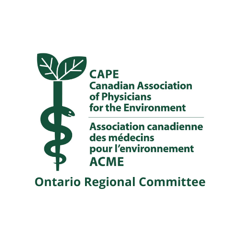 CAPE
Canadian Association
of Physicians
for the Environment
Association canadienne
des médecins
pour l'environnement
ACME
Ontario Regional Committee